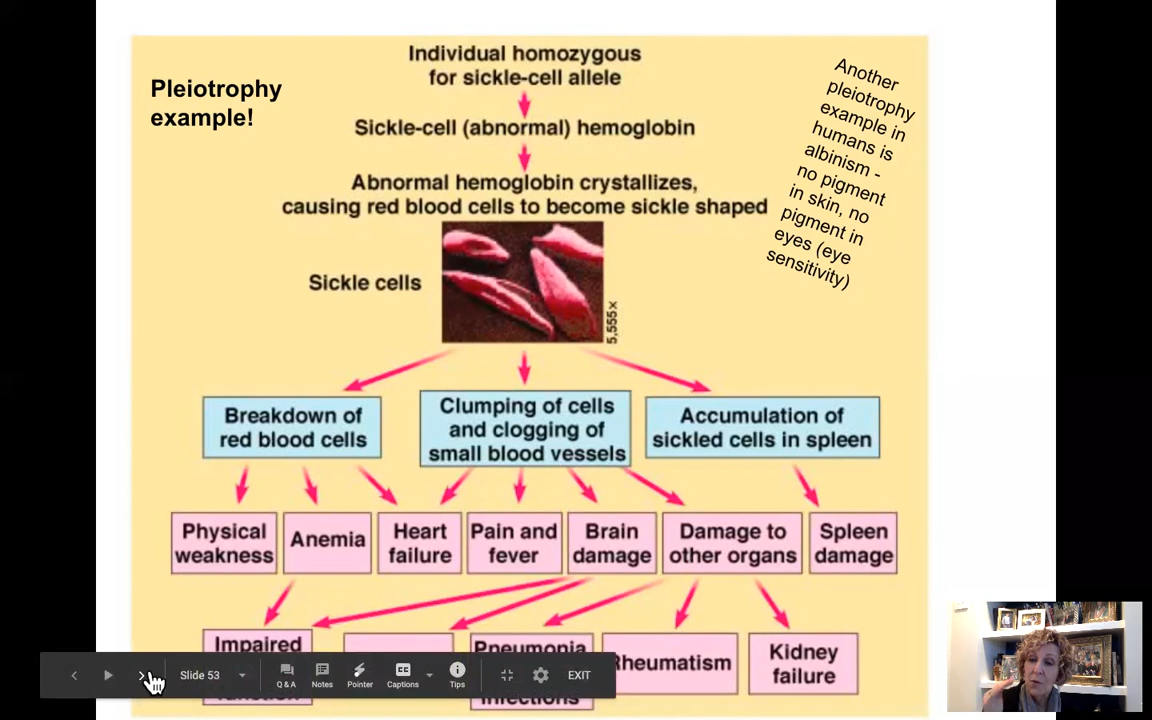 Pleiotrophy
example!
Individual homozygous
for sickle-cell allele
Sickle-cell (abnormal) hemoglobin
Abnormal hemoglobin crystallizes,
causing red blood cells to become sickle shaped
Another
pleiotrophy
example in
humans is
albinism -
no pigment
in skin, no
pigment in
eyes (eye
sensitivity)
Sickle cells
5,555x
Breakdown of
red blood cells
Clumping of cells
and clogging of
small blood vessels
Accumulation of
sickled cells in spleen
Physical
weakness
Anemia
Heart
failure
Pain and
fever
Brain
damage
Damage to
other organs
Spleen
damage
Impaired
Pneumonia
infections
Rheumatism
Kidney
failure
Slide 53
Q & A
Notes
Pointer
CC
Captions
Tips
EXIT